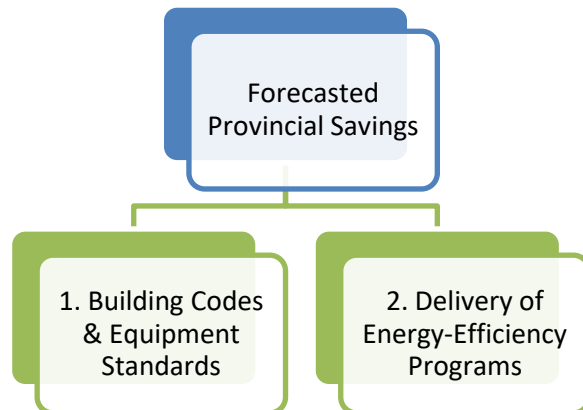 Forecasted
Provincial Savings
1. Building Codes
& Equipment
Standards
2. Delivery of
Energy-Efficiency
Programs